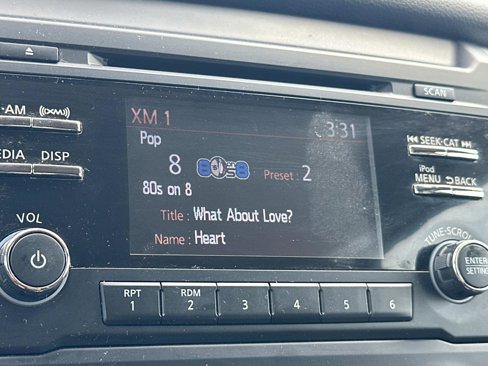 SCAN
AM ((XM))
XM 1
3:31
SEEK·CAT
Pop
iPod
MEDIA DISP
8 Preset : 2
MENU BACK
80s on 8
VOL
Title : What About Love?
TUNE·SCROLL
Name : Heart
ENTER
SETTING
RPT RDM
1 2 3 4 5 6